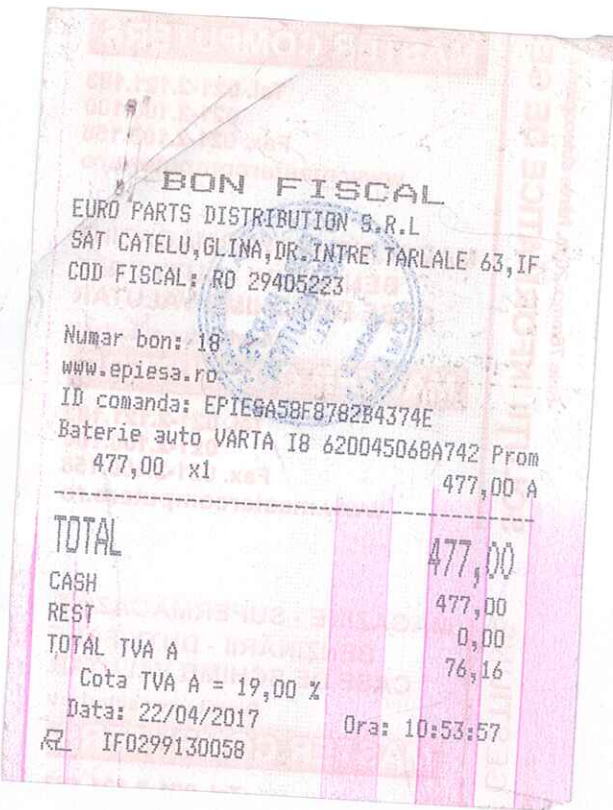 BON FISCAL
EURO PARTS DISTRIBUTION S.R.L
SAT CATELU,GLINA,DR.INTRE TARLALE 63,IF
COD FISCAL: RO 29405223
Numar bon: 18
www.epiesa.ro
ID comanda: EPIESA58F8782B4374E
Baterie auto VARTA I8 620045068A742 Prom
477,00 x1 477,00 A
TOTAL 477,00
CASH 477,00
REST 0,00
TOTAL TVA A 76,16
Cota TVA A = 19,00 %
Data: 22/04/2017 Ora: 10:53:57
IF0299130058